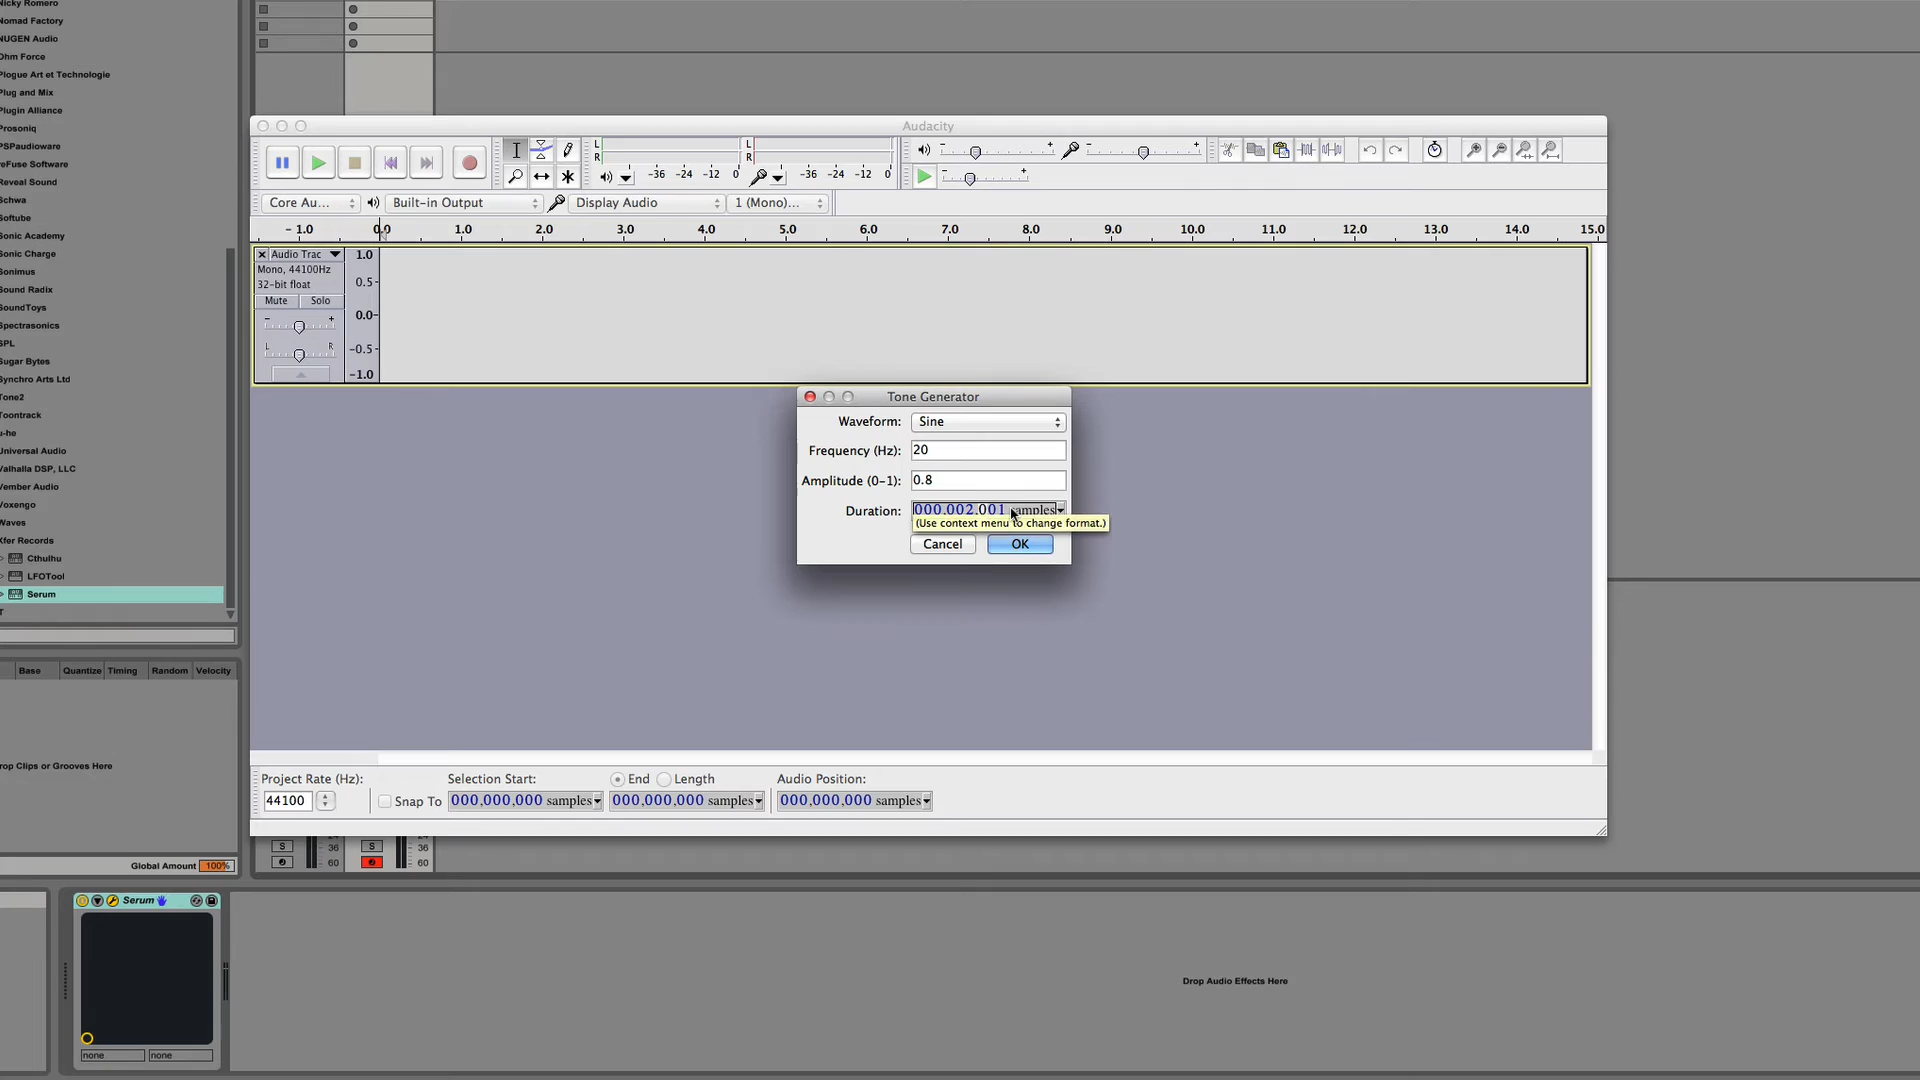 Nicky Romero
Nomad Factory
NUGEN Audio
Ohm Force
Plogue Art et Technologie
Plug and Mix
Plugin Alliance
Prosoniq
PSPaudioware
reFuse Software
Reveal Sound
Schwa
Softube
Sonic Academy
Sonic Charge
Sonimus
Sound Radix
SoundToys
Spectrasonics
SPL
Sugar Bytes
Synchro Arts Ltd
Tone2
Toontrack
u-he
Universal Audio
Valhalla DSP, LLC
Vember Audio
Voxengo
Waves
Xfer Records
Cthulhu
LFOTool
Serum
Base Quantize Timing Random Velocity
rop Clips or Grooves Here
Global Amount 100%
Audacity
L
R
-36 -24 -12 0
L
R
-36 -24 -12 0
Core Au... Built-in Output Display Audio 1 (Mono)...
- 1.0 0.0 1.0 2.0 3.0 4.0 5.0 6.0 7.0 8.0 9.0 10.0 11.0 12.0 13.0 14.0 15.0
Audio Trac
Mono, 44100Hz
32-bit float
Mute Solo
- +
L R
1.0
0.5-
0.0-
-0.5-
-1.0
Tone Generator
Waveform: Sine
Frequency (Hz): 20
Amplitude (0-1): 0.8
Duration: 000,002,001 samples
(Use context menu to change format.)
Cancel OK
Project Rate (Hz): Selection Start: End Length Audio Position:
44100 Snap To 000,000,000 samples 000,000,000 samples 000,000,000 samples
S 36 S 36
60 60
Serum
none none
Drop Audio Effects Here